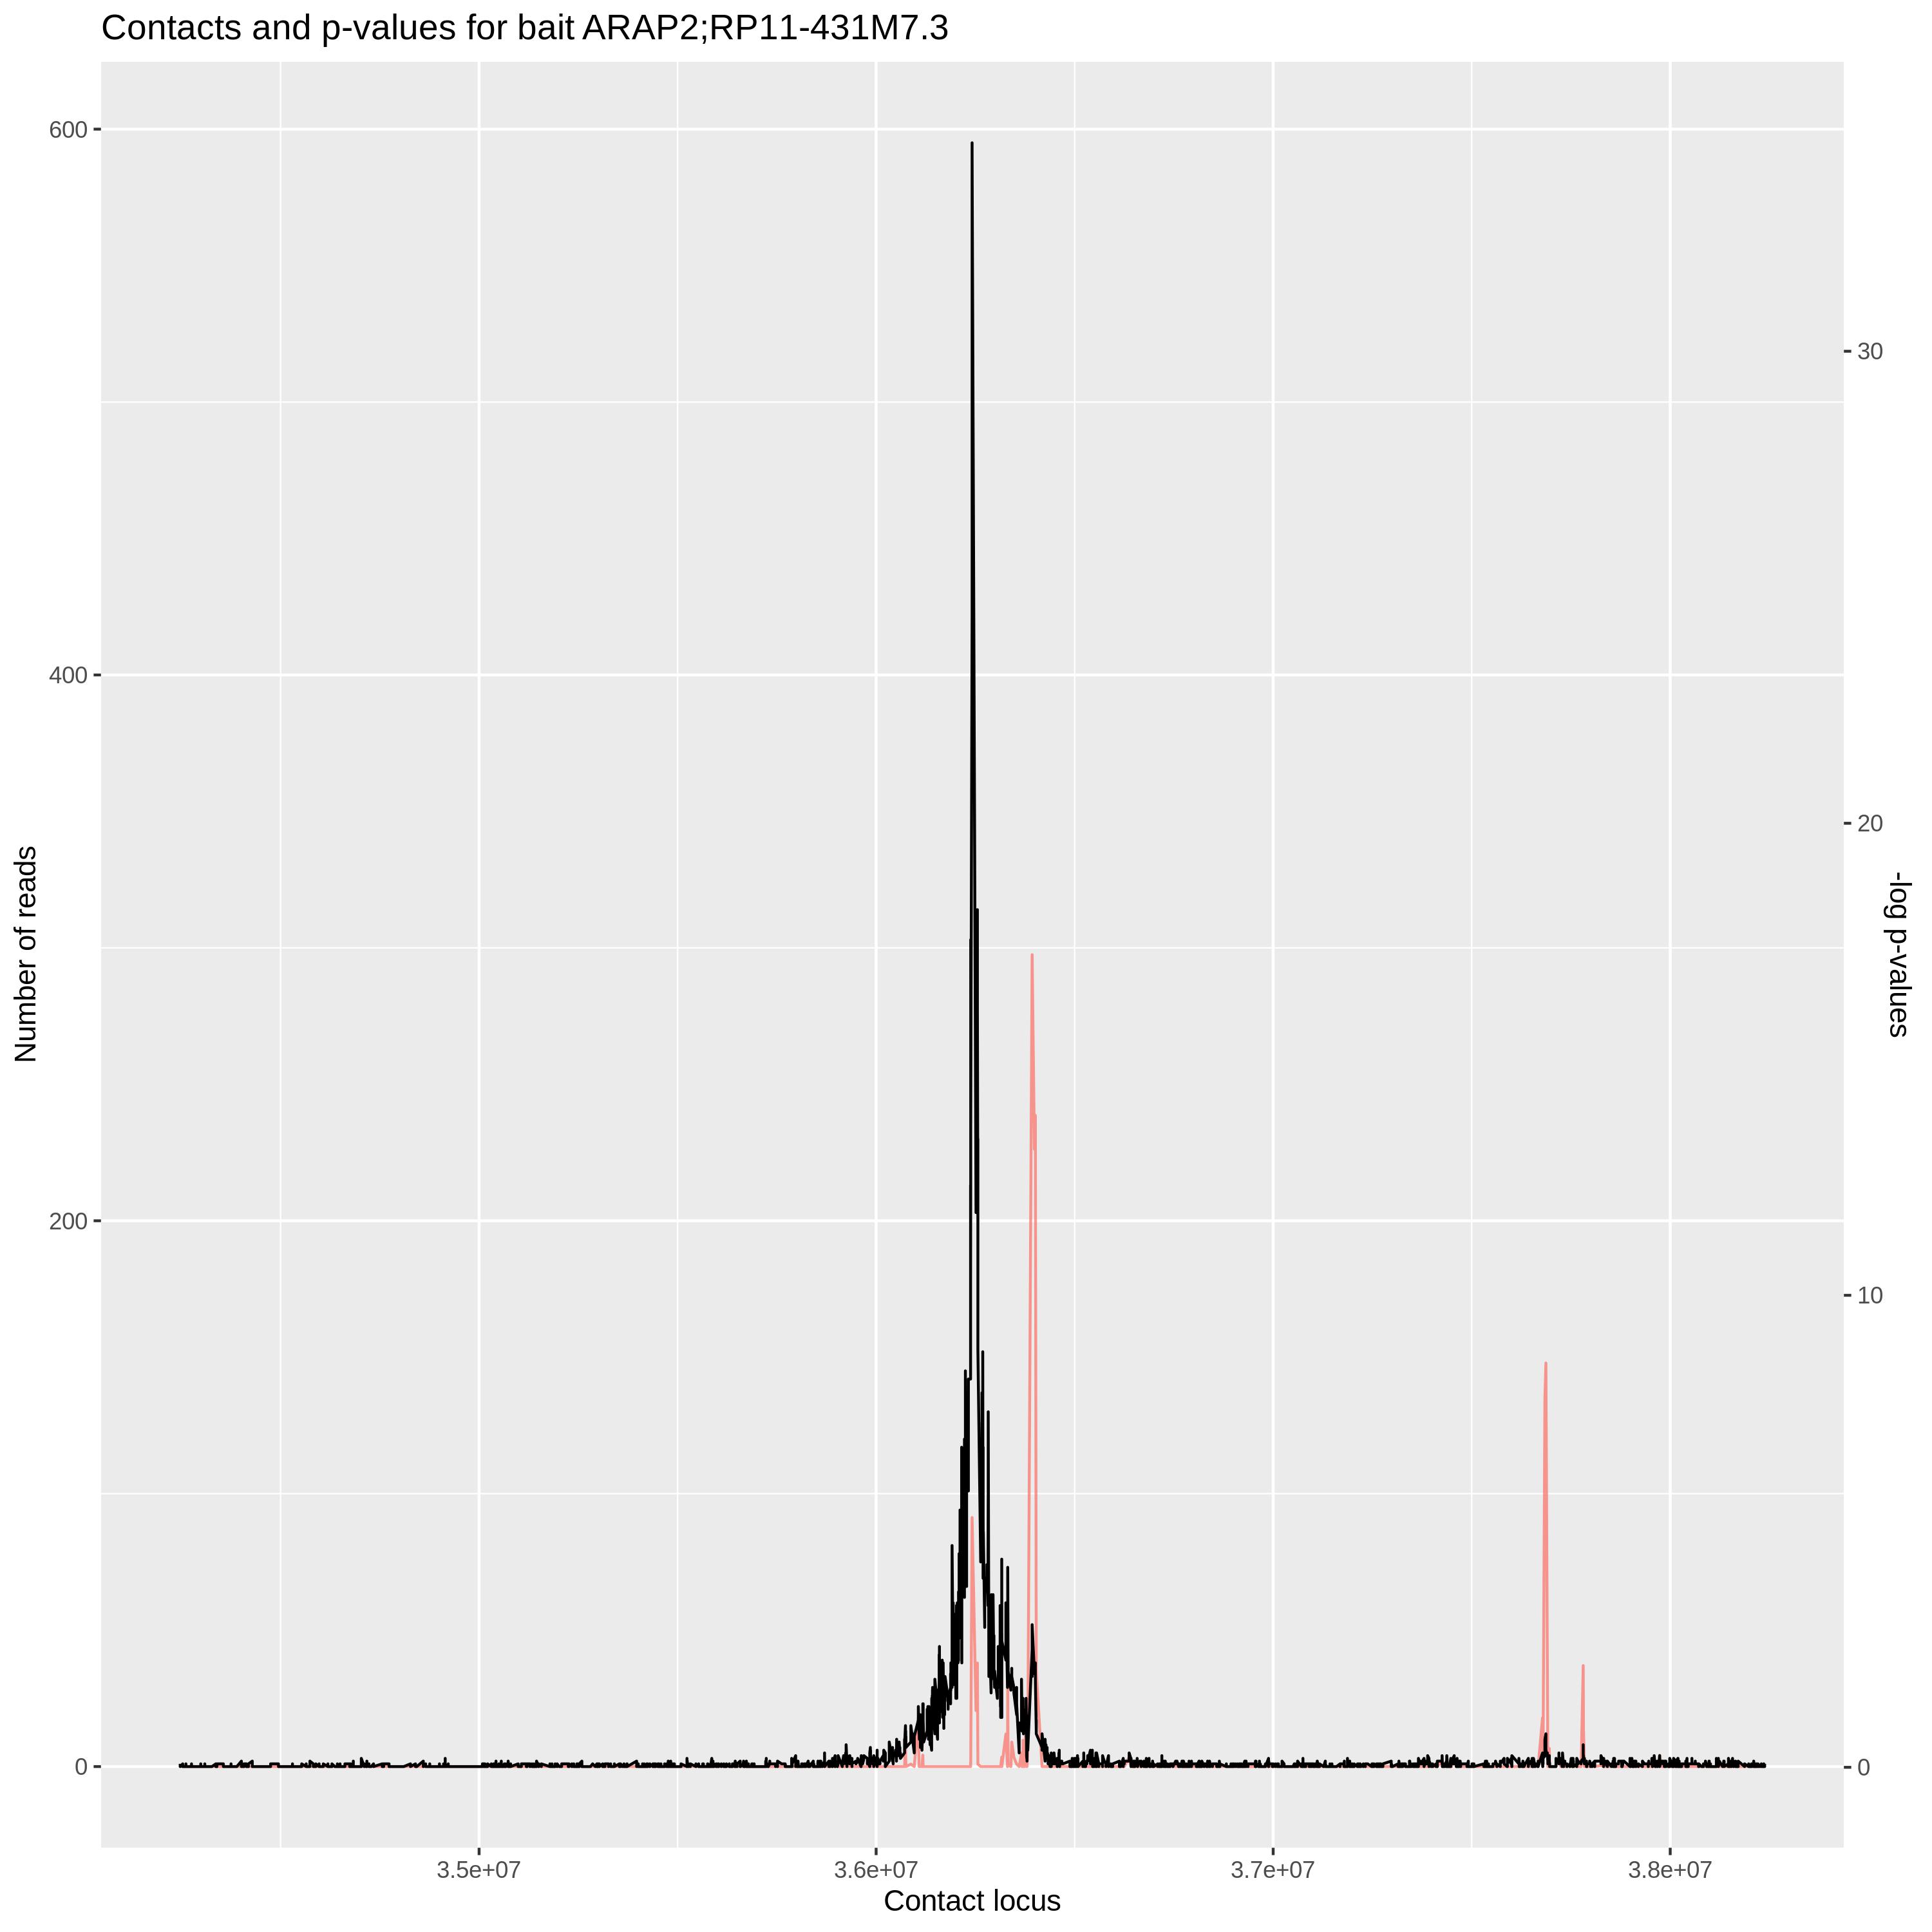 Contacts and p-values for bait ARAP2;RP11-431M7.3
600
400
200
0
Number of reads
30
20
10
0
-log p-values
3.5e+07 3.6e+07 3.7e+07 3.8e+07
Contact locus